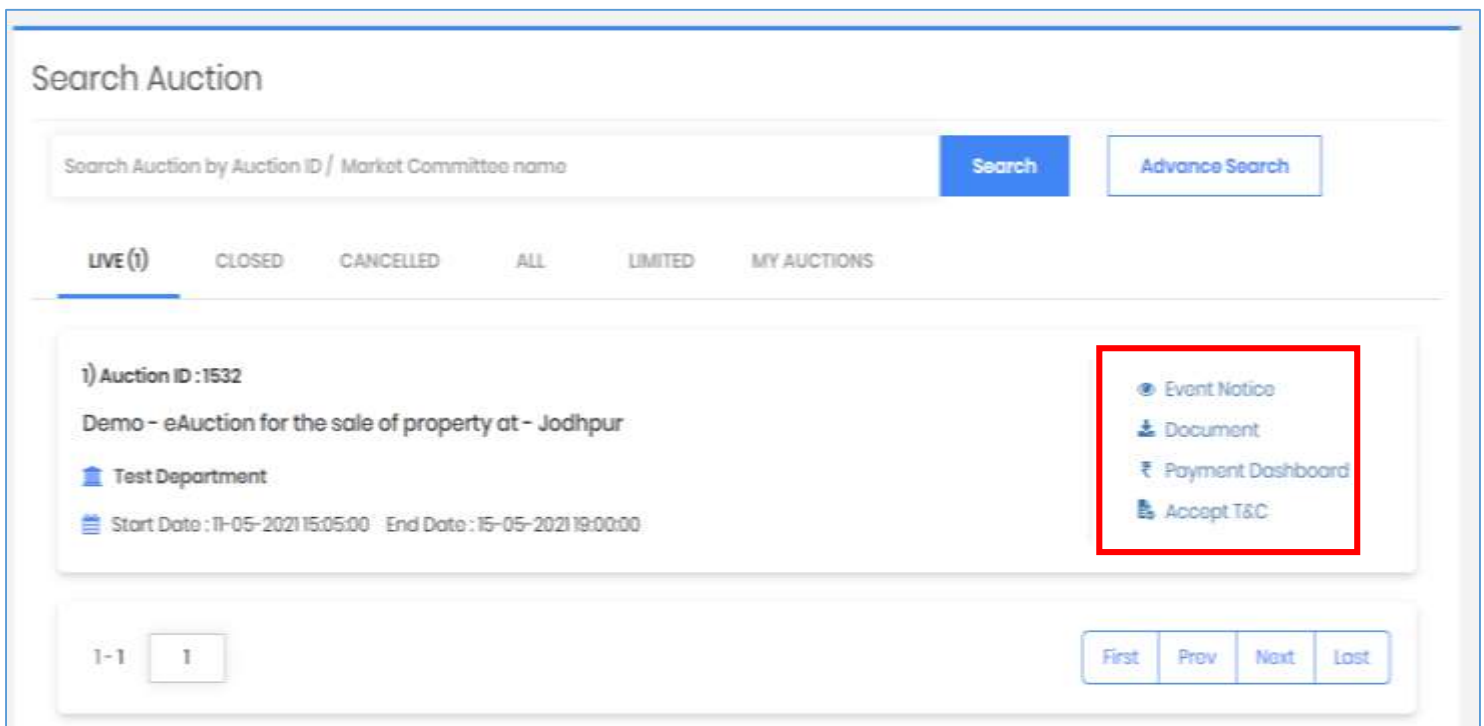 Search Auction
Search Auction by Auction ID / Market Committee name Search Advance Search
LIVE (1) CLOSED CANCELLED ALL LIMITED MY AUCTIONS
1) Auction ID : 1532
Event Notice
Demo - eAuction for the sale of property at - Jodhpur
Document
Test Department
₹ Payment Dashboard
Accept T&C
Start Date : 11-05-2021 15:05:00 End Date : 15-05-2021 19:00:00
1 - 1 1 First Prev Next Last